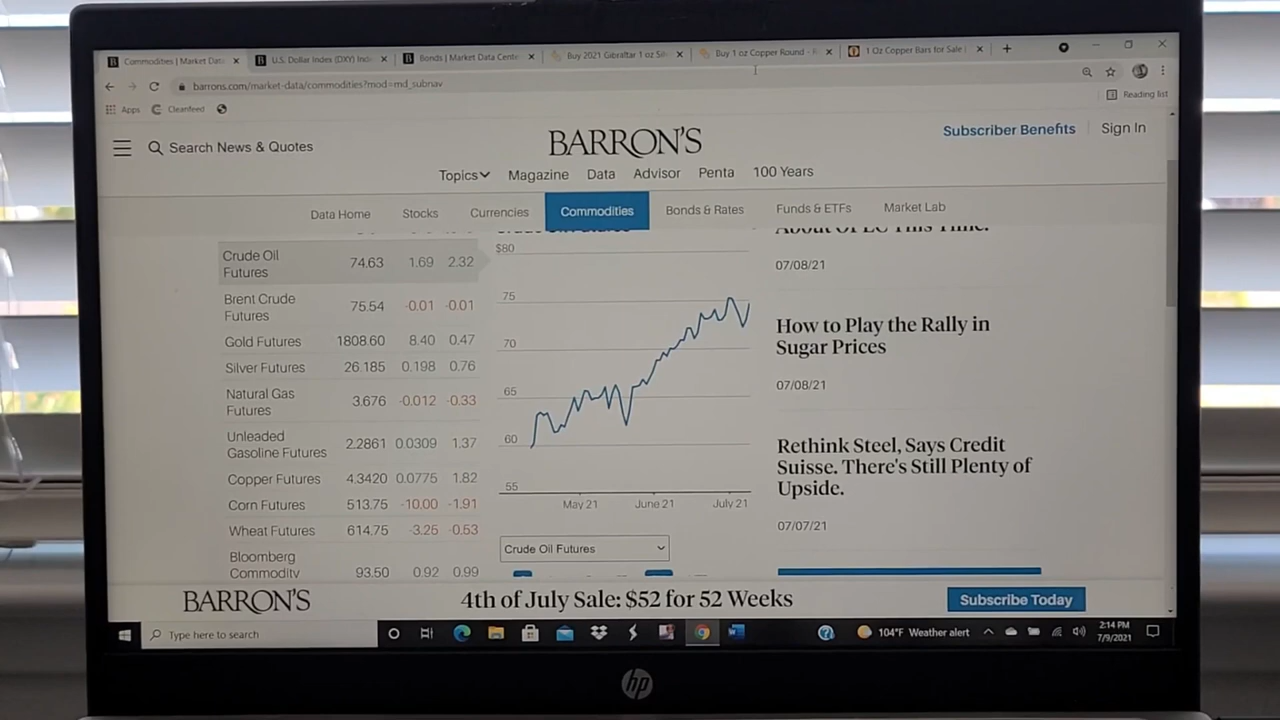 Commodities | Market Data
U.S. Dollar Index (DXY) Ind
Bonds | Market Data Cente
Buy 2021 Gibraltar 1 oz Sil
Buy 1 oz Copper Round -
1 Oz Copper Bars for Sale |
barrons.com/market-data/commodities?mod=md_subnav
Apps
Cleanfeed
Reading list
Search News & Quotes
BARRON'S
Subscriber Benefits
Sign In
Topics
Magazine
Data
Advisor
Penta
100 Years
Data Home
Stocks
Currencies
Commodities
Bonds & Rates
Funds & ETFs
Market Lab
Crude Oil
Futures
74.63 1.69 2.32
Brent Crude
Futures
75.54 -0.01 -0.01
Gold Futures 1808.60 8.40 0.47
Silver Futures 26.185 0.198 0.76
Natural Gas
Futures
3.676 -0.012 -0.33
Unleaded
Gasoline Futures
2.2861 0.0309 1.37
Copper Futures 4.3420 0.0775 1.82
Corn Futures 513.75 -10.00 -1.91
Wheat Futures 614.75 -3.25 -0.53
Bloomberg
Commodity
93.50 0.92 0.99
$80
75
70
65
60
55
May 21
June 21
July 21
Crude Oil Futures
About OPEC This Time.
07/08/21
How to Play the Rally in
Sugar Prices
07/08/21
Rethink Steel, Says Credit
Suisse. There's Still Plenty of
Upside.
07/07/21
BARRON'S
4th of July Sale: $52 for 52 Weeks
Subscribe Today
Type here to search
104°F Weather alert
2:14 PM
7/9/2021
hp